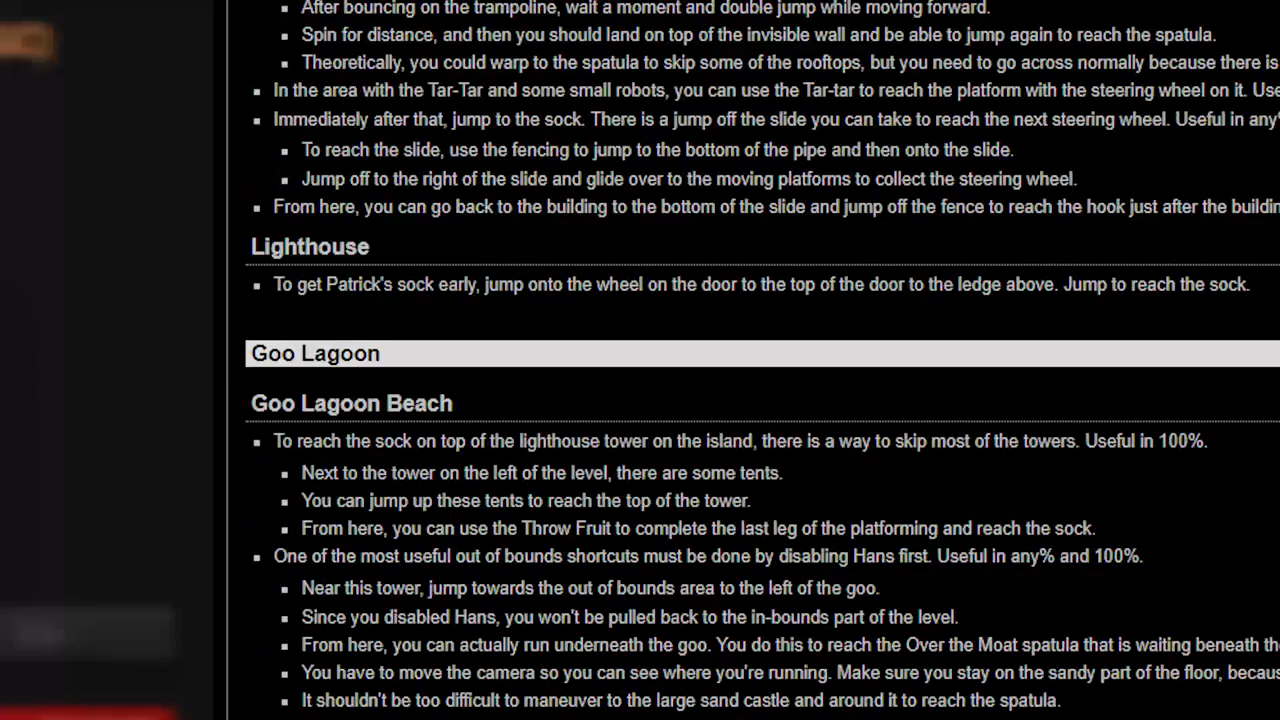 After bouncing on the trampoline, wait a moment and double jump while moving forward.
Spin for distance, and then you should land on top of the invisible wall and be able to jump again to reach the spatula.
Theoretically, you could warp to the spatula to skip some of the rooftops, but you need to go across normally because there is
In the area with the Tar-Tar and some small robots, you can use the Tar-tar to reach the platform with the steering wheel on it. Use
Immediately after that, jump to the sock. There is a jump off the slide you can take to reach the next steering wheel. Useful in any%
To reach the slide, use the fencing to jump to the bottom of the pipe and then onto the slide.
Jump off to the right of the slide and glide over to the moving platforms to collect the steering wheel.
From here, you can go back to the building to the bottom of the slide and jump off the fence to reach the hook just after the
Lighthouse
To get Patrick's sock early, jump onto the wheel on the door to the top of the door to the ledge above. Jump to reach the sock.
Goo Lagoon
Goo Lagoon Beach
To reach the sock on top of the lighthouse tower on the island, there is a way to skip most of the towers. Useful in 100%.
Next to the tower on the left of the level, there are some tents.
You can jump up these tents to reach the top of the tower.
From here, you can use the Throw Fruit to complete the last leg of the platforming and reach the sock.
One of the most useful out of bounds shortcuts must be done by disabling Hans first. Useful in any% and 100%.
Near this tower, jump towards the out of bounds area to the left of the goo.
Since you disabled Hans, you won't be pulled back to the in-bounds part of the level.
From here, you can actually run underneath the goo. You do this to reach the Over the Moat spatula that is waiting beneath
You have to move the camera so you can see where you're running. Make sure you stay on the sandy part of the floor,
It shouldn't be too difficult to maneuver to the large sand castle and around it to reach the spatula.